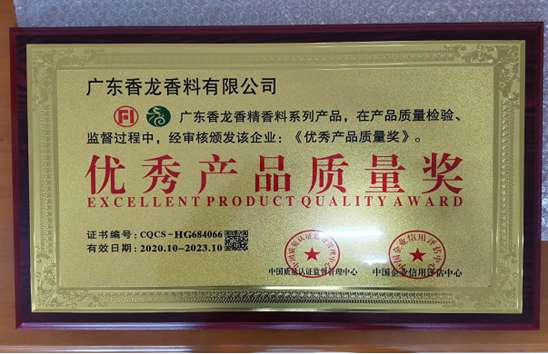 广东香龙香料有限公司
FI 广东香龙香精香料系列产品，在产品质量检验、
监督过程中，经审核颁发该企业：《优秀产品质量奖》。
优秀产品质量奖
EXCELLENT PRODUCT QUALITY AWARD
证书编号：CQCS-HG684066
有效日期：2020.10-2023.10
中国质量认证监督管理中心
中国企业信用评估中心